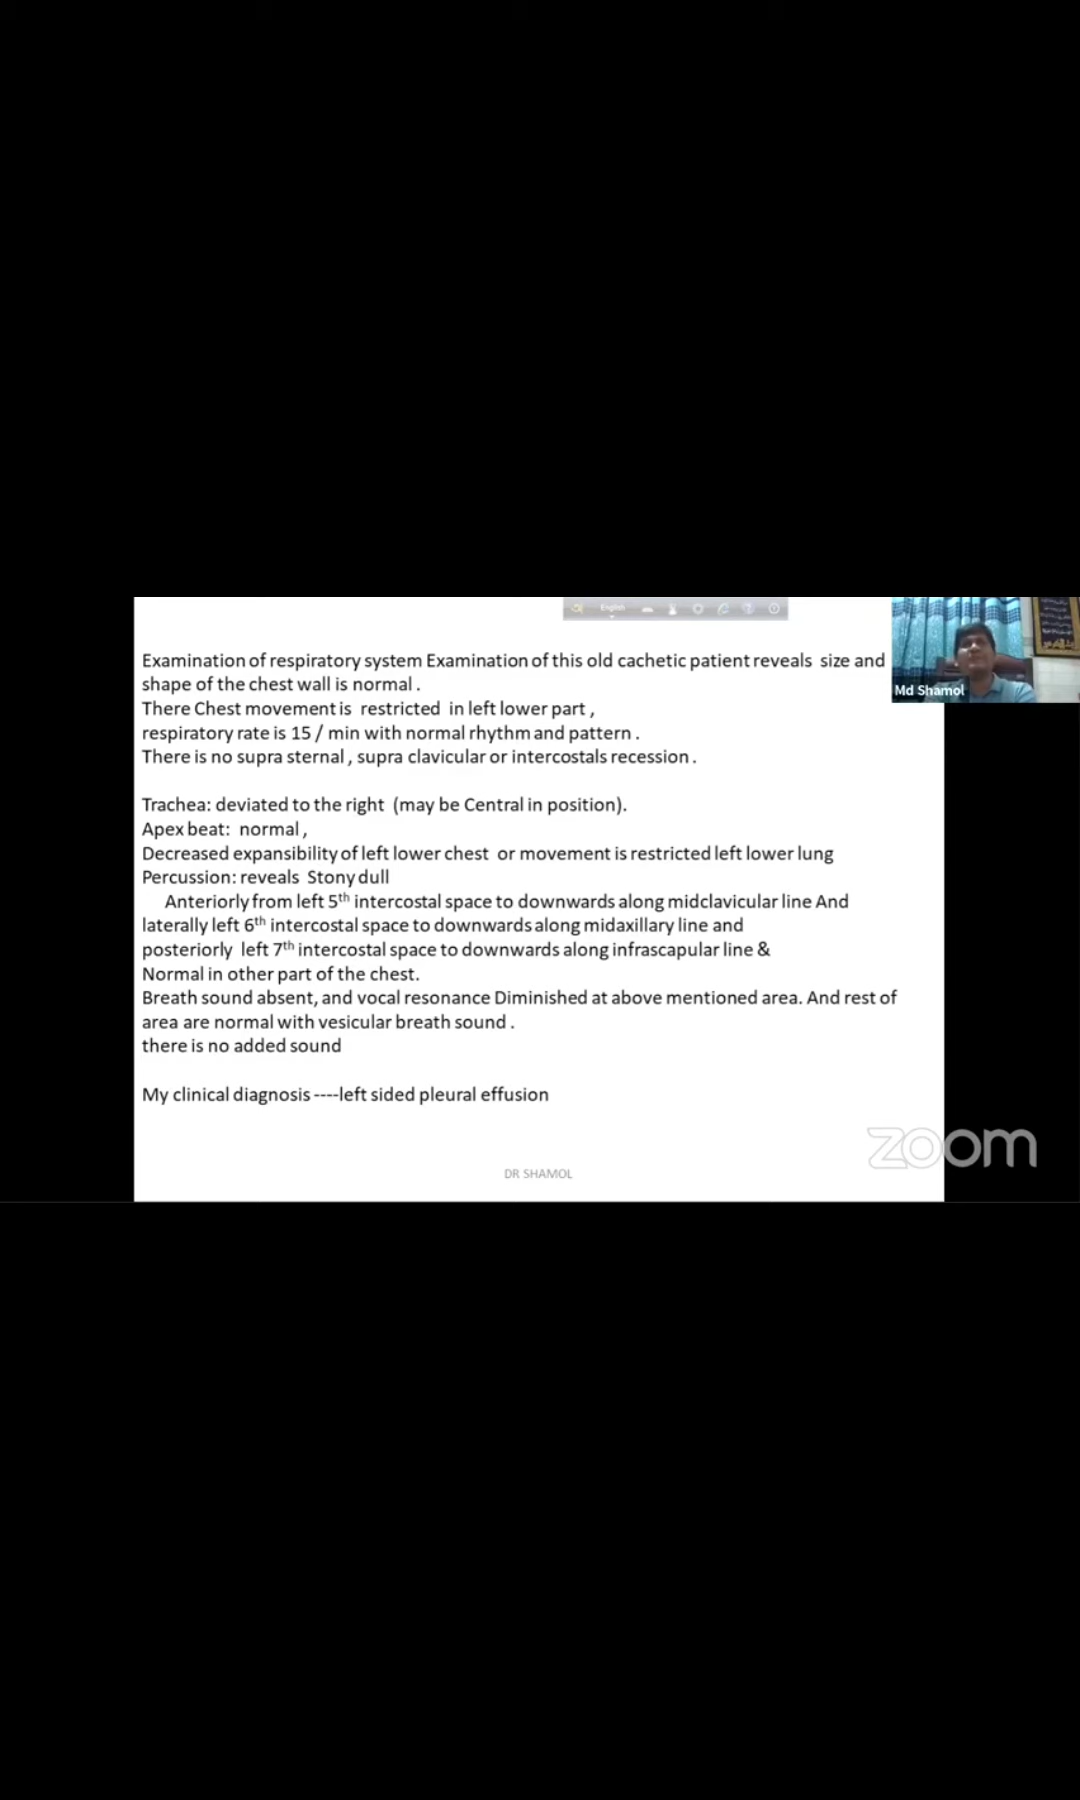 English
Examination of respiratory system Examination of this old cachetic patient reveals size and
shape of the chest wall is normal .
There Chest movement is restricted in left lower part ,
respiratory rate is 15 / min with normal rhythm and pattern .
There is no supra sternal , supra clavicular or intercostals recession .
Trachea: deviated to the right (may be Central in position).
Apex beat: normal ,
Decreased expansibility of left lower chest or movement is restricted left lower lung
Percussion: reveals Stony dull
Anteriorly from left 5th intercostal space to downwards along midclavicular line And
laterally left 6th intercostal space to downwards along midaxillary line and
posteriorly left 7th intercostal space to downwards along infrascapular line &
Normal in other part of the chest.
Breath sound absent, and vocal resonance Diminished at above mentioned area. And rest of
area are normal with vesicular breath sound .
there is no added sound
My clinical diagnosis ----left sided pleural effusion
DR SHAMOL
Md Shamol
zoom